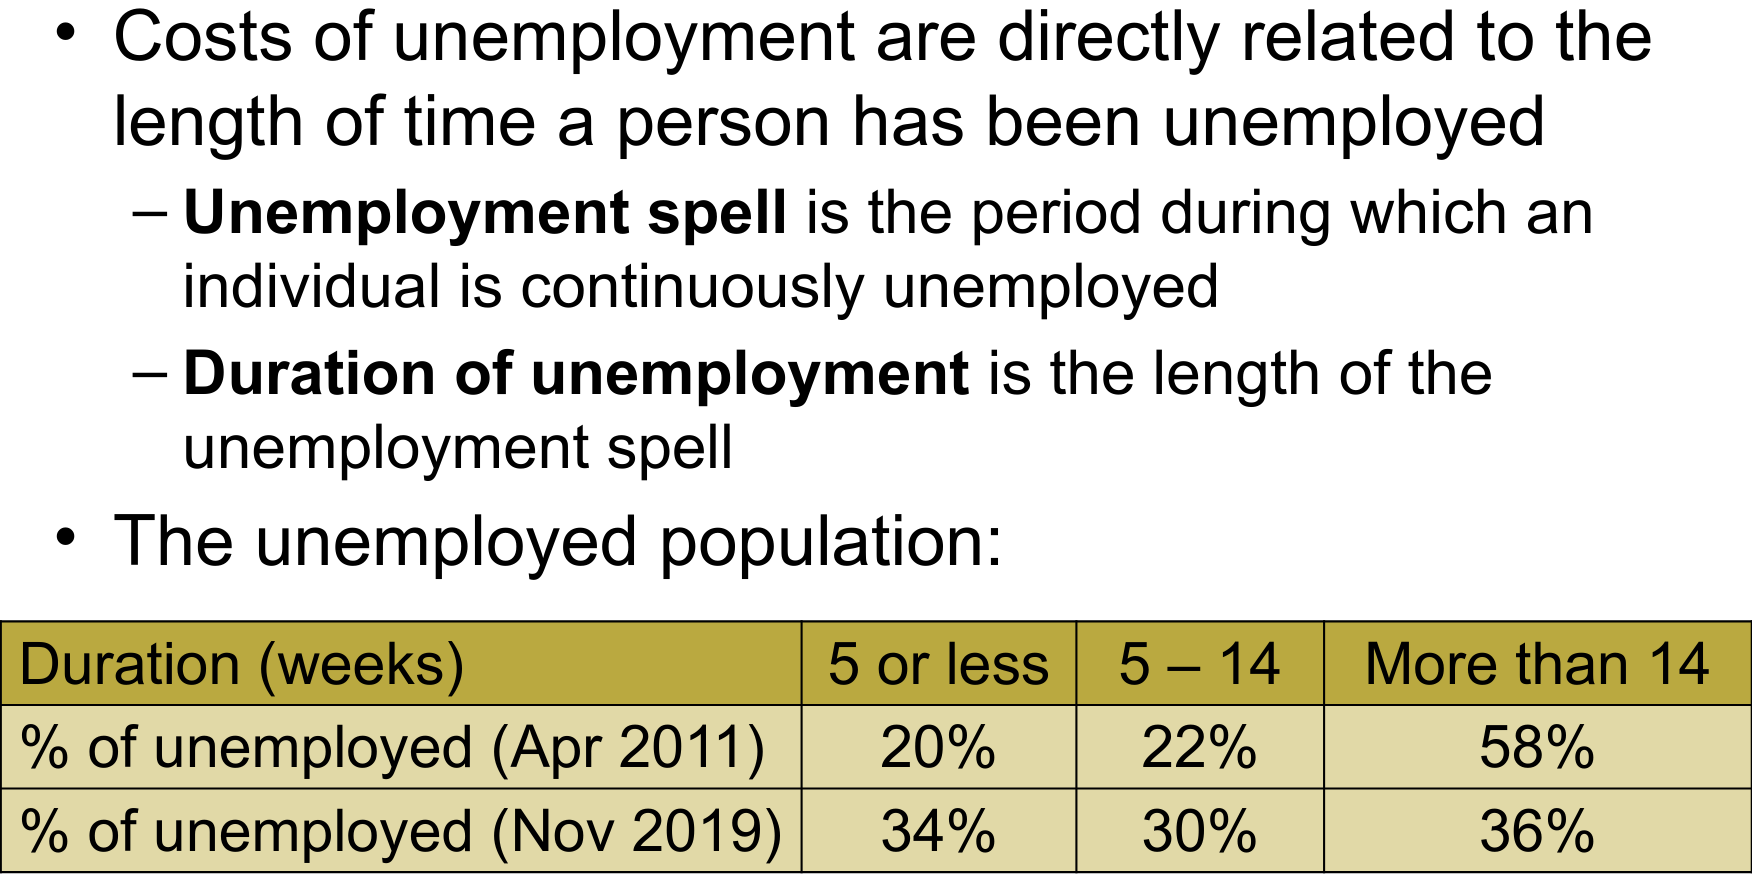 • Costs of unemployment are directly related to the
length of time a person has been unemployed
– Unemployment spell is the period during which an
individual is continuously unemployed
– Duration of unemployment is the length of the
unemployment spell
• The unemployed population:
Duration (weeks) 5 or less 5 – 14 More than 14
% of unemployed (Apr 2011) 20% 22% 58%
% of unemployed (Nov 2019) 34% 30% 36%